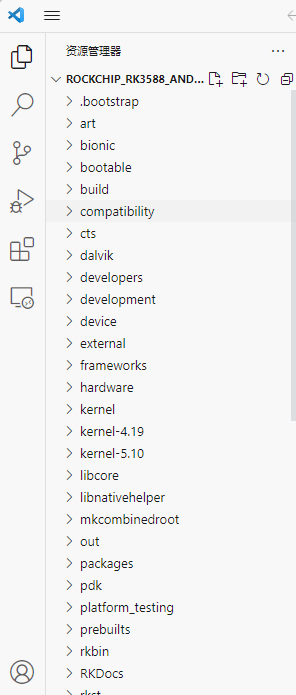 资源管理器
ROCKCHIP_RK3588_AND...
.bootstrap
art
bionic
bootable
build
compatibility
cts
dalvik
developers
development
device
external
frameworks
hardware
kernel
kernel-4.19
kernel-5.10
libcore
libnativehelper
mkcombinedroot
out
packages
pdk
platform_testing
prebuilts
rkbin
RKDocs
rkst